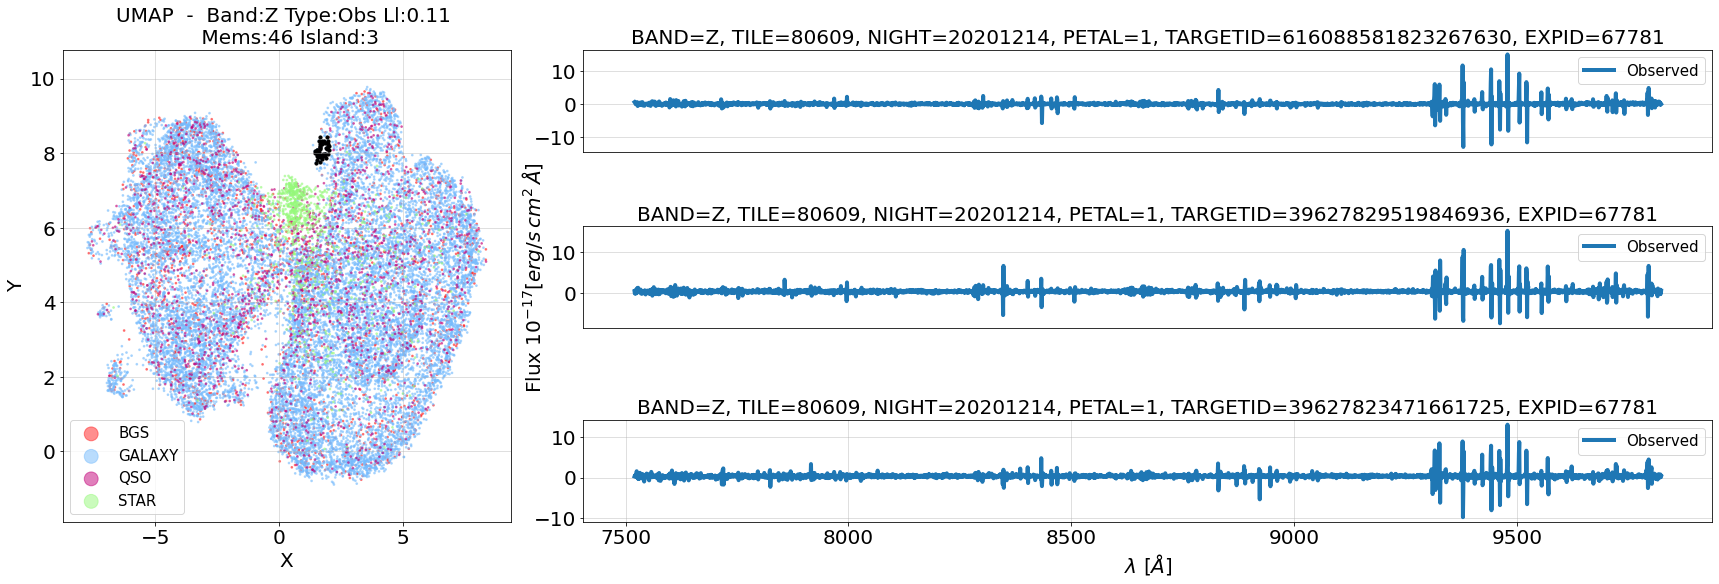 UMAP  -  Band:Z Type:Obs Ll:0.11
Mems:46 Island:3
10
8
6
4
2
0
Y
BGS
GALAXY
QSO
STAR
−5
0
5
X
Flux 10⁻¹⁷[erg/s cm² Å]
BAND=Z, TILE=80609, NIGHT=20201214, PETAL=1, TARGETID=616088581823267630, EXPID=67781
10
0
−10
Observed
BAND=Z, TILE=80609, NIGHT=20201214, PETAL=1, TARGETID=39627829519846936, EXPID=67781
10
0
Observed
BAND=Z, TILE=80609, NIGHT=20201214, PETAL=1, TARGETID=39627823471661725, EXPID=67781
10
0
−10
Observed
7500
8000
8500
9000
9500
λ [Å]